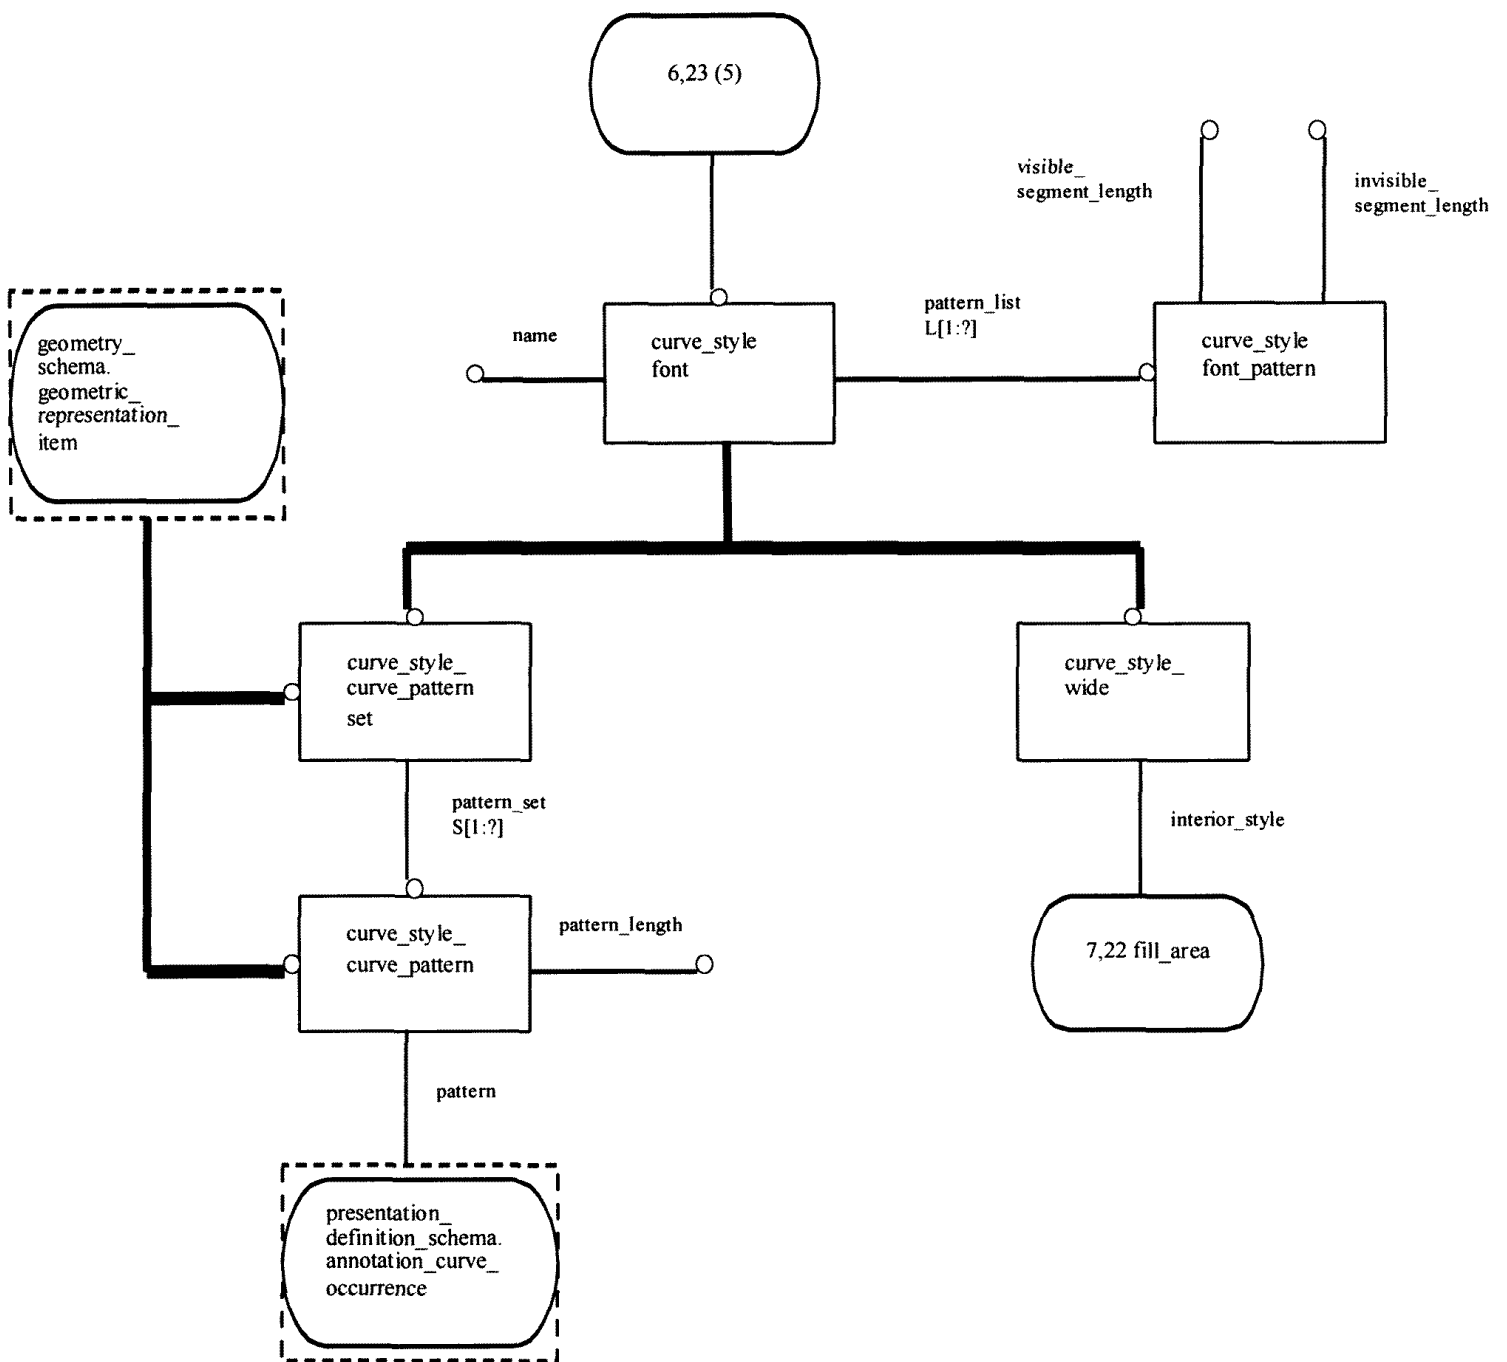 6,23 (5)
visible_
segment_length
invisible_
segment_length
geometry_
schema.
geometric_
representation_
item
name
curve_style
font
pattern_list
L[1:?]
curve_style
font_pattern
curve_style_
curve_pattern
set
curve_style_
wide
pattern_set
S[1:?]
interior_style
curve_style_
curve_pattern
pattern_length
7,22 fill_area
pattern
presentation_
definition_schema.
annotation_curve_
occurrence